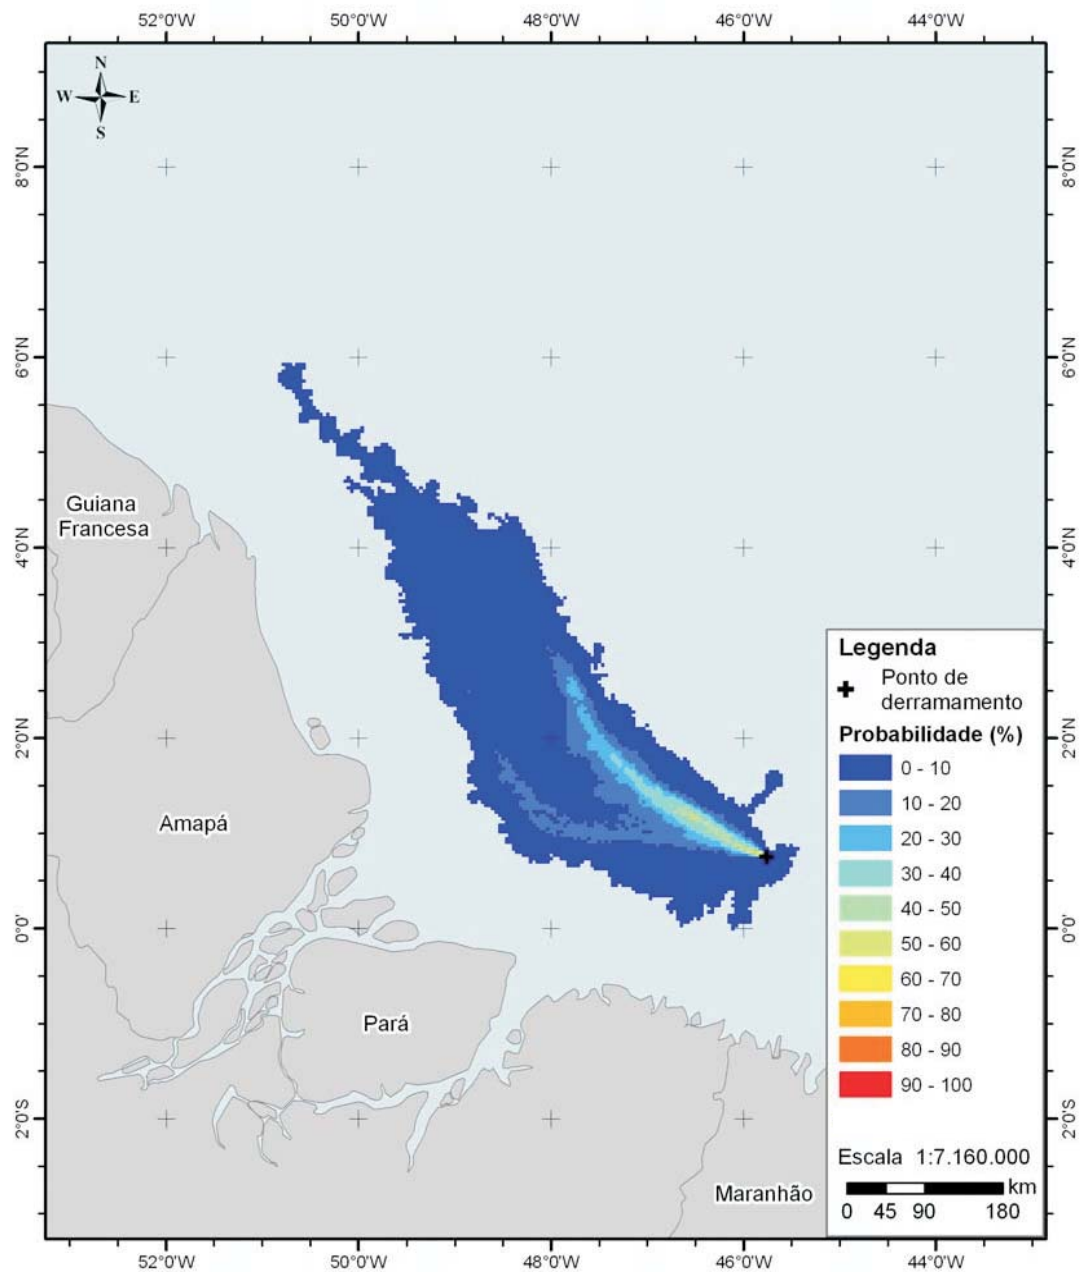 52°0'W 50°0'W 48°0'W 46°0'W 44°0'W
N
W E
S
8°0'N 8°0'N
6°0'N 6°0'N
Guiana
Francesa
4°0'N 4°0'N
Legenda
Ponto de
derramamento
Probabilidade (%)
2°0'N 2°0'N
0 - 10
10 - 20
Amapá
20 - 30
30 - 40
40 - 50
0°0' 0°0'
50 - 60
60 - 70
70 - 80
Pará
80 - 90
90 - 100
2°0'S 2°0'S
Escala 1:7.160.000
Maranhão
km
0 45 90 180
52°0'W 50°0'W 48°0'W 46°0'W 44°0'W